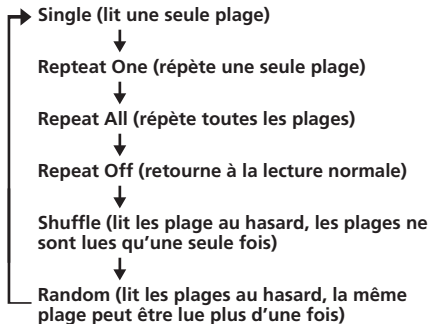 Single (lit une seule plage)
Repteat One (répète une seule plage)
Repeat All (répète toutes les plages)
Repeat Off (retourne à la lecture normale)
Shuffle (lit les plage au hasard, les plages ne
sont lues qu'une seule fois)
Random (lit les plages au hasard, la même
plage peut être lue plus d'une fois)